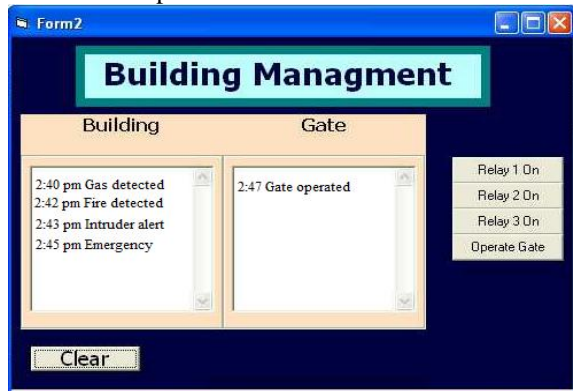 Form2
Building Managment
Building Gate
2:40 pm Gas detected
2:42 pm Fire detected
2:43 pm Intruder alert
2:45 pm Emergency
2:47 Gate operated
Relay 1 On
Relay 2 On
Relay 3 On
Operate Gate
Clear